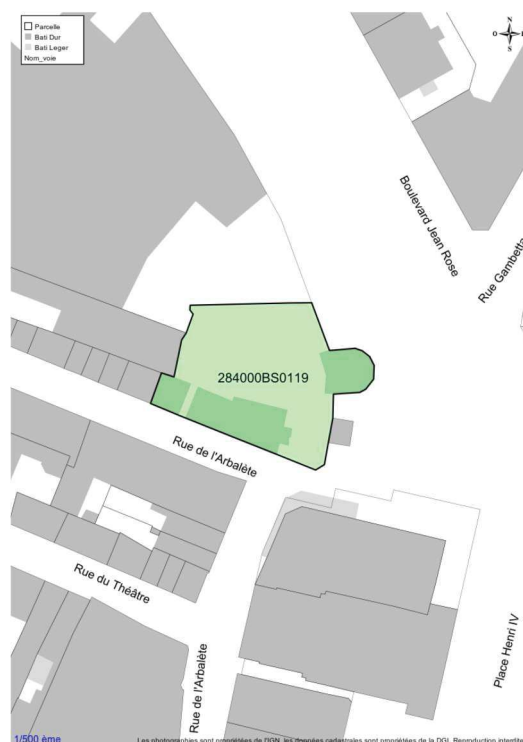 Parcelle
Bati Dur
Bati Leger
Nom_voie
N
O
S
Boulevard Jean Rose
Rue Gambetta
284000BS0119
Rue de l'Arbalète
Rue du Théâtre
Rue de l'Arbalète
Place Henri IV
1/500 ème
Les photographies sont propriétées de l'IGN, les données cadastrales sont propriétées de la DGI. Reproduction interdite